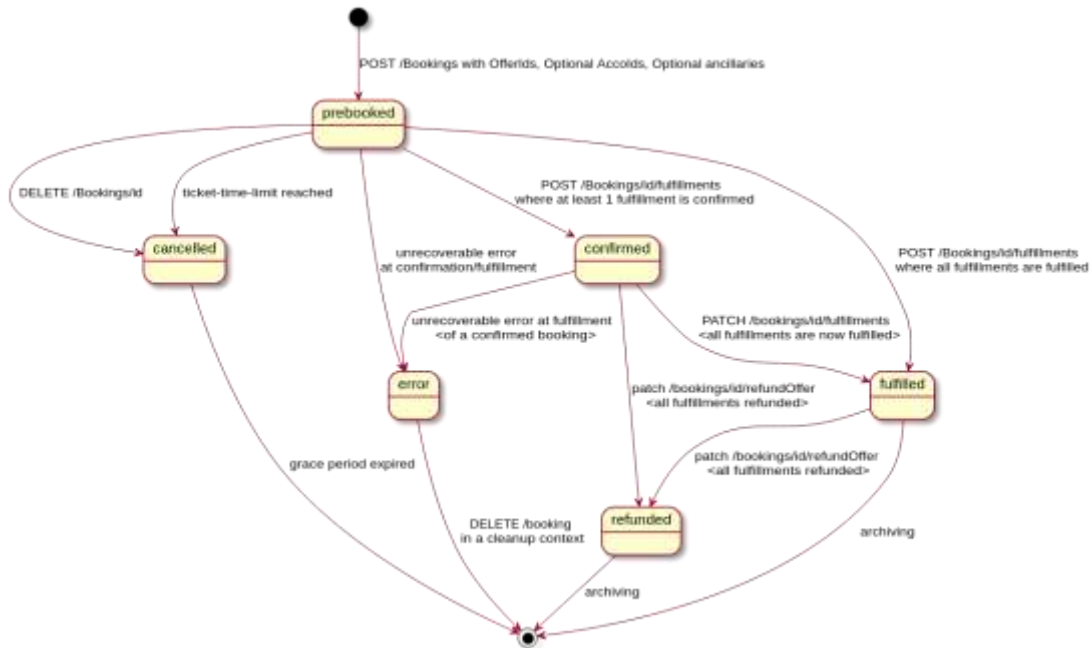 POST /Bookings with OfferIds, Optional AccoIds, Optional ancillaries
prebooked
DELETE /Bookings/id
ticket-time-limit reached
POST /Bookings/id/fulfillments
where at least 1 fulfillment is confirmed
cancelled
confirmed
unrecoverable error
at confirmation/fulfillment
POST /Bookings/id/fulfillments
where all fulfillments are fulfilled
unrecoverable error at fulfillment
<of a confirmed booking>
PATCH /bookings/id/fulfillments
<all fulfillments are now fulfilled>
error
fulfilled
patch /bookings/id/refundOffer
<all fulfillments refunded>
grace period expired
patch /bookings/id/refundOffer
<all fulfillments refunded>
refunded
DELETE /booking
in a cleanup context
archiving
archiving